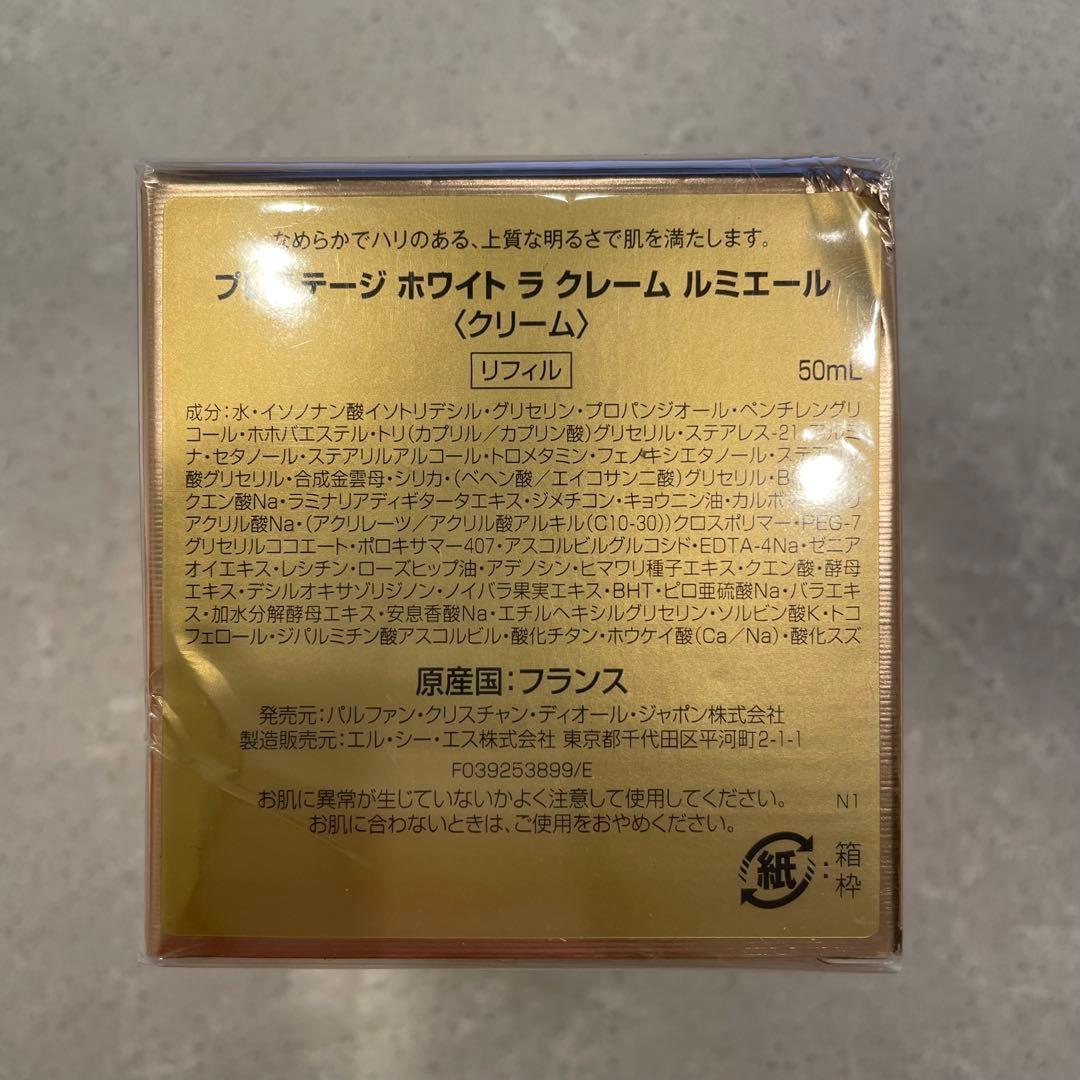 なめらかでハリのある、上質な明るさで肌を満たします。
ホワイト ラ クレーム ルミエール
〈クリーム〉
リフィル
50mL
成分：水・イソノナン酸イソトリデシル・グリセリン・プロパンジオール・ペンチレングリ
コール・ホホバエステル・トリ(カプリル／カプリン酸)グリセリル・ステアレス-21・
ナ・セタノール・ステアリルアルコール・トロメタミン・フェノキシエタノール・
酸グリセリル・合成金雲母・シリカ・(ベヘン酸／エイコサン二酸)グリセリル・
クエン酸Na・ラミナリアディギタータエキス・ジメチコン・キョウニン油・
アクリル酸Na・(アクリレーツ／アクリル酸アルキル(C10-30))クロスポリマー・PEG-7
グリセリルココエート・ポロキサマー407・アスコルビルグルコシド・EDTA-4Na・ゼニア
オイエキス・レシチン・ローズヒップ油・アデノシン・ヒマワリ種子エキス・クエン酸・酵母
エキス・デシルオキサゾリジノン・ノイバラ果実エキス・BHT・ピロ亜硫酸Na・バラエキ
ス・加水分解酵母エキス・安息香酸Na・エチルヘキシルグリセリン・ソルビン酸K・トコ
フェロール・ジパルミチン酸アスコルビル・酸化チタン・ホウケイ酸(Ca／Na)・酸化スズ
原産国：フランス
発売元：パルファン・クリスチャン・ディオール・ジャポン株式会社
製造販売元：エル・シー・エス株式会社 東京都千代田区平河町2-1-1
F039253899/E
お肌に異常が生じていないかよく注意して使用してください。
N1
お肌に合わないときは、ご使用をおやめください。
紙：箱
枠